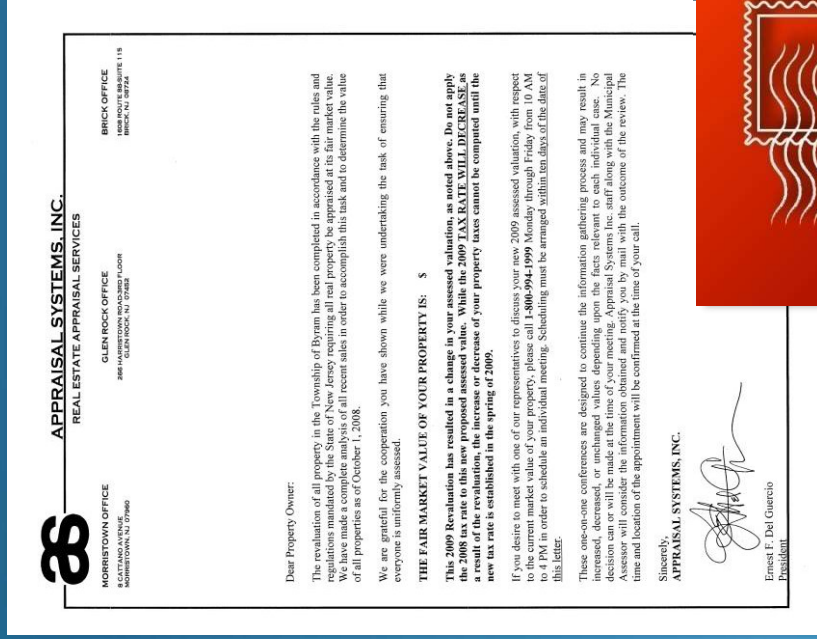 as
APPRAISAL SYSTEMS, INC.
REAL ESTATE APPRAISAL SERVICES
MORRISTOWN OFFICE
GLEN ROCK OFFICE
BRICK OFFICE
8 CATTANO AVENUE
MORRISTOWN, NJ 07960
266 HARRISTOWN ROAD-3RD FLOOR
GLEN ROCK, NJ 07452
1608 ROUTE 88-SUITE 115
BRICK, NJ 08724
Dear Property Owner:
The revaluation of all property in the Township of Byram has been completed in accordance with the rules and
regulations mandated by the State of New Jersey requiring all real property be appraised at its fair market value.
We have made a complete analysis of all recent sales in order to accomplish this task and to determine the value
of all properties as of October 1, 2008.
We are grateful for the cooperation you have shown while we were undertaking the task of ensuring that
everyone is uniformly assessed.
THE FAIR MARKET VALUE OF YOUR PROPERTY IS: $
This 2009 Revaluation has resulted in a change in your assessed valuation, as noted above. Do not apply
the 2008 tax rate to this new proposed assessed value. While the 2009 TAX RATE WILL DECREASE as
a result of the revaluation, the increase or decrease of your property taxes cannot be computed until the
new tax rate is established in the spring of 2009.
If you desire to meet with one of our representatives to discuss your new 2009 assessed valuation, with respect
to the current market value of your property, please call 1-800-994-1999 Monday through Friday from 10 AM
to 4 PM in order to schedule an individual meeting. Scheduling must be arranged within ten days of the date of
this letter.
These one-on-one conferences are designed to continue the information gathering process and may result in
increased, decreased, or unchanged values depending upon the facts relevant to each individual case. No
decision can or will be made at the time of your meeting. Appraisal Systems Inc. staff along with the Municipal
Assessor will consider the information obtained and notify you by mail with the outcome of the review. The
time and location of the appointment will be confirmed at the time of your call.
Sincerely,
APPRAISAL SYSTEMS, INC.
Ernest F. Del Guercio
President